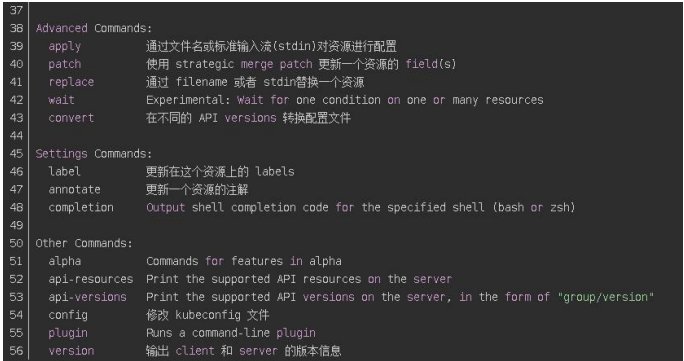 37
38 Advanced Commands:
39 apply 通过文件名或标准输入流(stdin)对资源进行配置
40 patch 使用 strategic merge patch 更新一个资源的 field(s)
41 replace 通过 filename 或者 stdin替换一个资源
42 wait Experimental: Wait for one condition on one or many resources
43 convert 在不同的 API versions 转换配置文件
44
45 Settings Commands:
46 label 更新在这个资源上的 labels
47 annotate 更新一个资源的注解
48 completion Output shell completion code for the specified shell (bash or zsh)
49
50 Other Commands:
51 alpha Commands for features in alpha
52 api-resources Print the supported API resources on the server
53 api-versions Print the supported API versions on the server, in the form of "group/version"
54 config 修改 kubeconfig 文件
55 plugin Runs a command-line plugin
56 version 输出 client 和 server 的版本信息